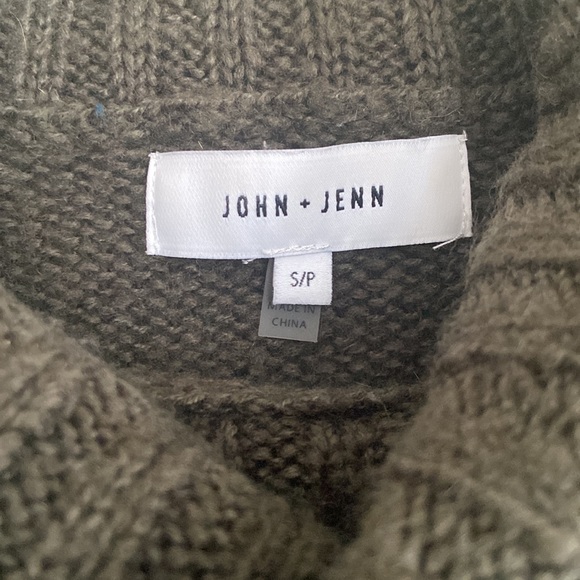 JOHN + JENN
S/P
MADE IN
CHINA